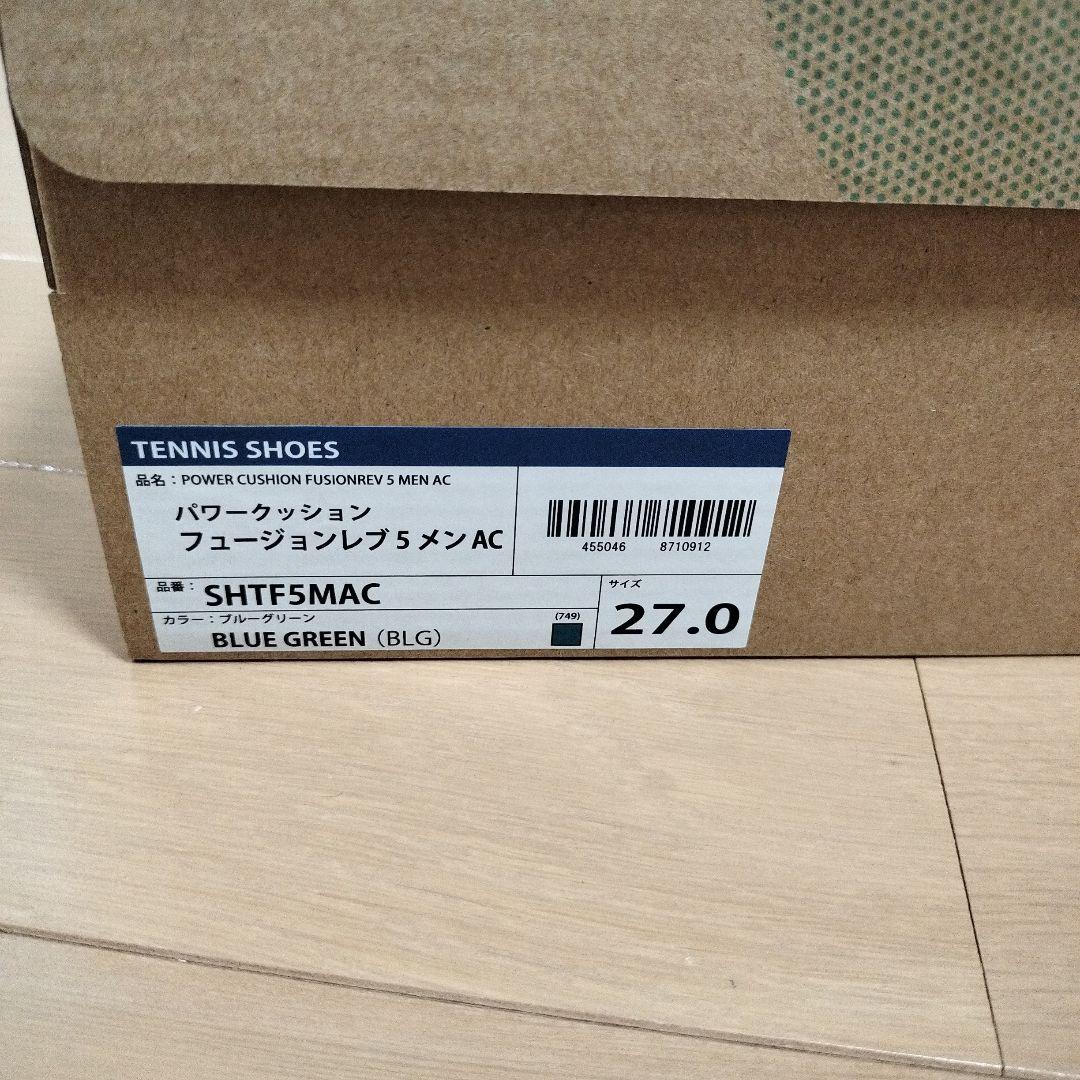 TENNIS SHOES
品名：POWER CUSHION FUSIONREV 5 MEN AC
パワークッション
フュージョンレブ 5 メン AC
455046 8710912
品番： SHTF5MAC
サイズ
27.0
カラー：ブルーグリーン
(749)
BLUE GREEN（BLG）